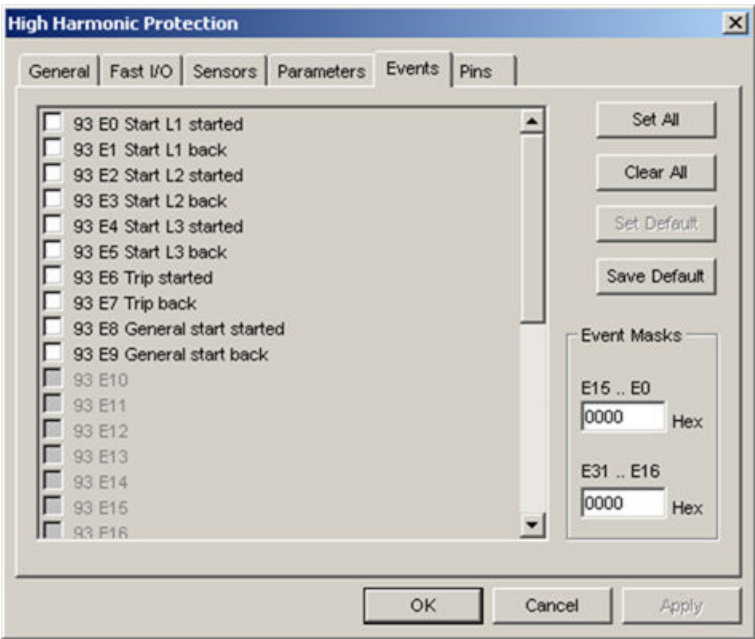 High Harmonic Protection
General Fast I/O Sensors Parameters Events Pins
93 E0 Start L1 started
93 E1 Start L1 back
93 E2 Start L2 started
93 E3 Start L2 back
93 E4 Start L3 started
93 E5 Start L3 back
93 E6 Trip started
93 E7 Trip back
93 E8 General start started
93 E9 General start back
93 E10
93 E11
93 E12
93 E13
93 E14
93 E15
93 E16
Set All
Clear All
Set Default
Save Default
Event Masks
E15 .. E0
0000 Hex
E31 .. E16
0000 Hex
OK Cancel Apply